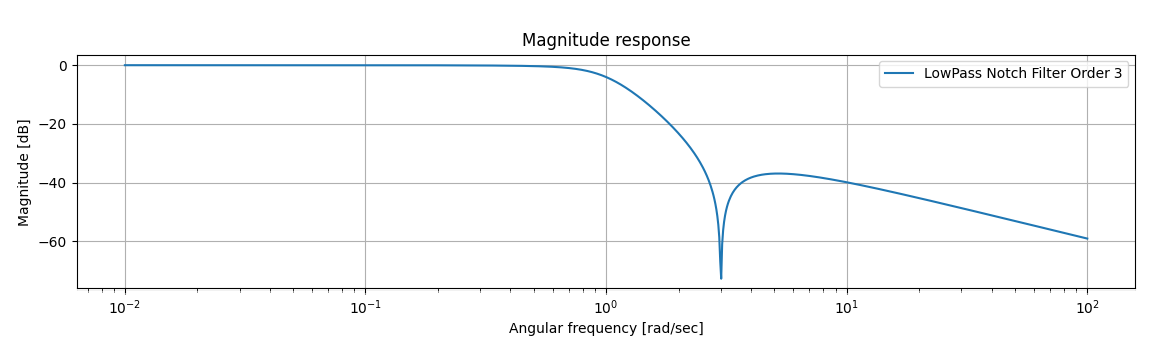 Magnitude response
LowPass Notch Filter Order 3
Magnitude [dB]
0
−20
−40
−60
10⁻²
10⁻¹
10⁰
10¹
10²
Angular frequency [rad/sec]